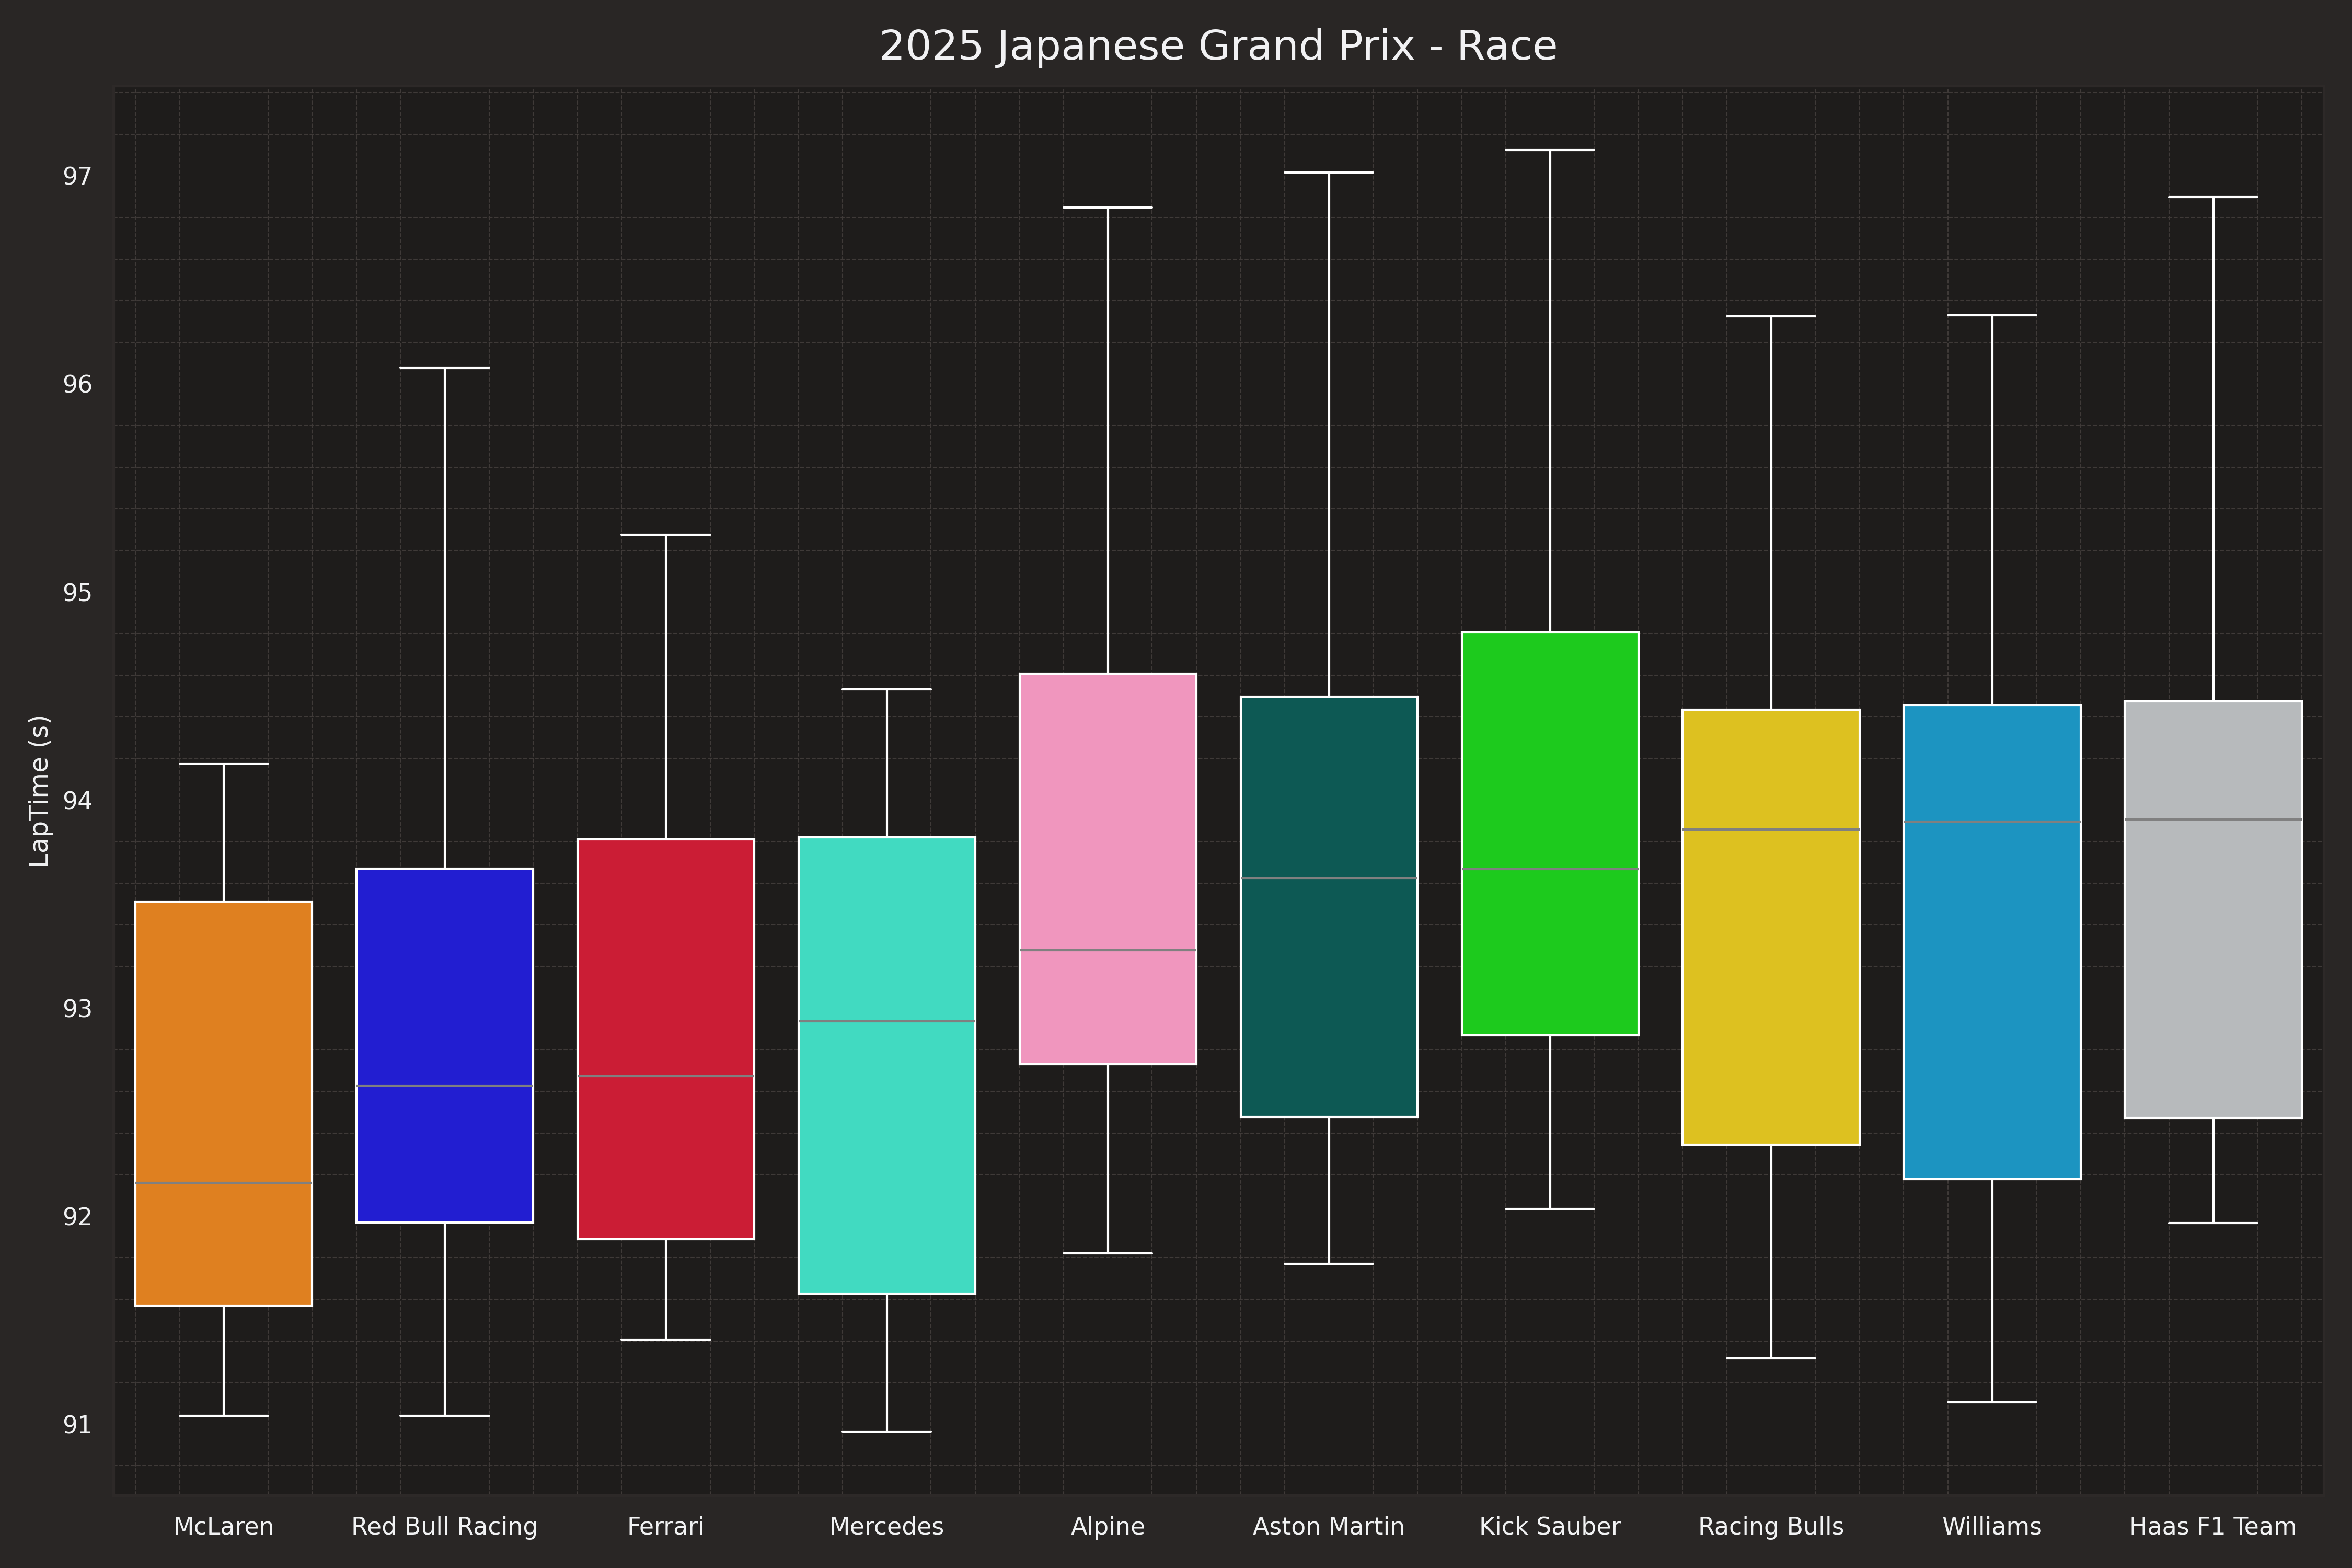 2025 Japanese Grand Prix - Race
LapTime (s)
97
96
95
94
93
92
91
McLaren
Red Bull Racing
Ferrari
Mercedes
Alpine
Aston Martin
Kick Sauber
Racing Bulls
Williams
Haas F1 Team